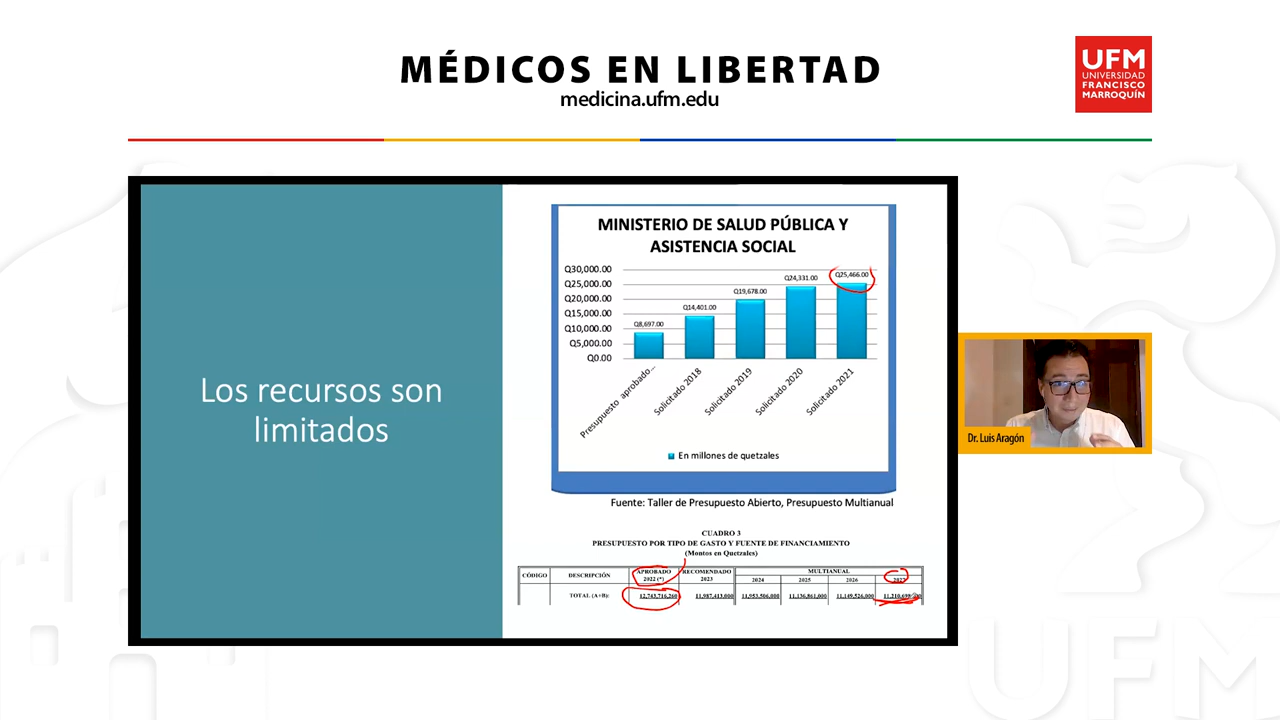 MÉDICOS EN LIBERTAD
medicina.ufm.edu
UFM
UNIVERSIDAD
FRANCISCO
MARROQUÍN
Los recursos son
limitados
MINISTERIO DE SALUD PÚBLICA Y
ASISTENCIA SOCIAL
Q30,000.00
Q25,000.00
Q20,000.00
Q15,000.00
Q10,000.00
Q5,000.00
Q0.00
Q8,697.00
Q14,401.00
Q19,678.00
Q24,331.00
Q25,466.00
Presupuesto aprobado...
Solicitado 2018
Solicitado 2019
Solicitado 2020
Solicitado 2021
En millones de quetzales
Fuente: Taller de Presupuesto Abierto, Presupuesto Multianual
CUADRO 3
PRESUPUESTO POR TIPO DE GASTO Y FUENTE DE FINANCIAMIENTO
(Montos en Quetzales)
CÓDIGO DESCRIPCIÓN APROBADO 2022 (*) RECOMENDADO 2023 MULTIANUAL
2024 2025 2026
TOTAL (A+B): 12,743,716,260 11,987,413,000 11,953,506,000 11,136,861,000 11,149,526,000
Dr. Luis Aragón
UFM